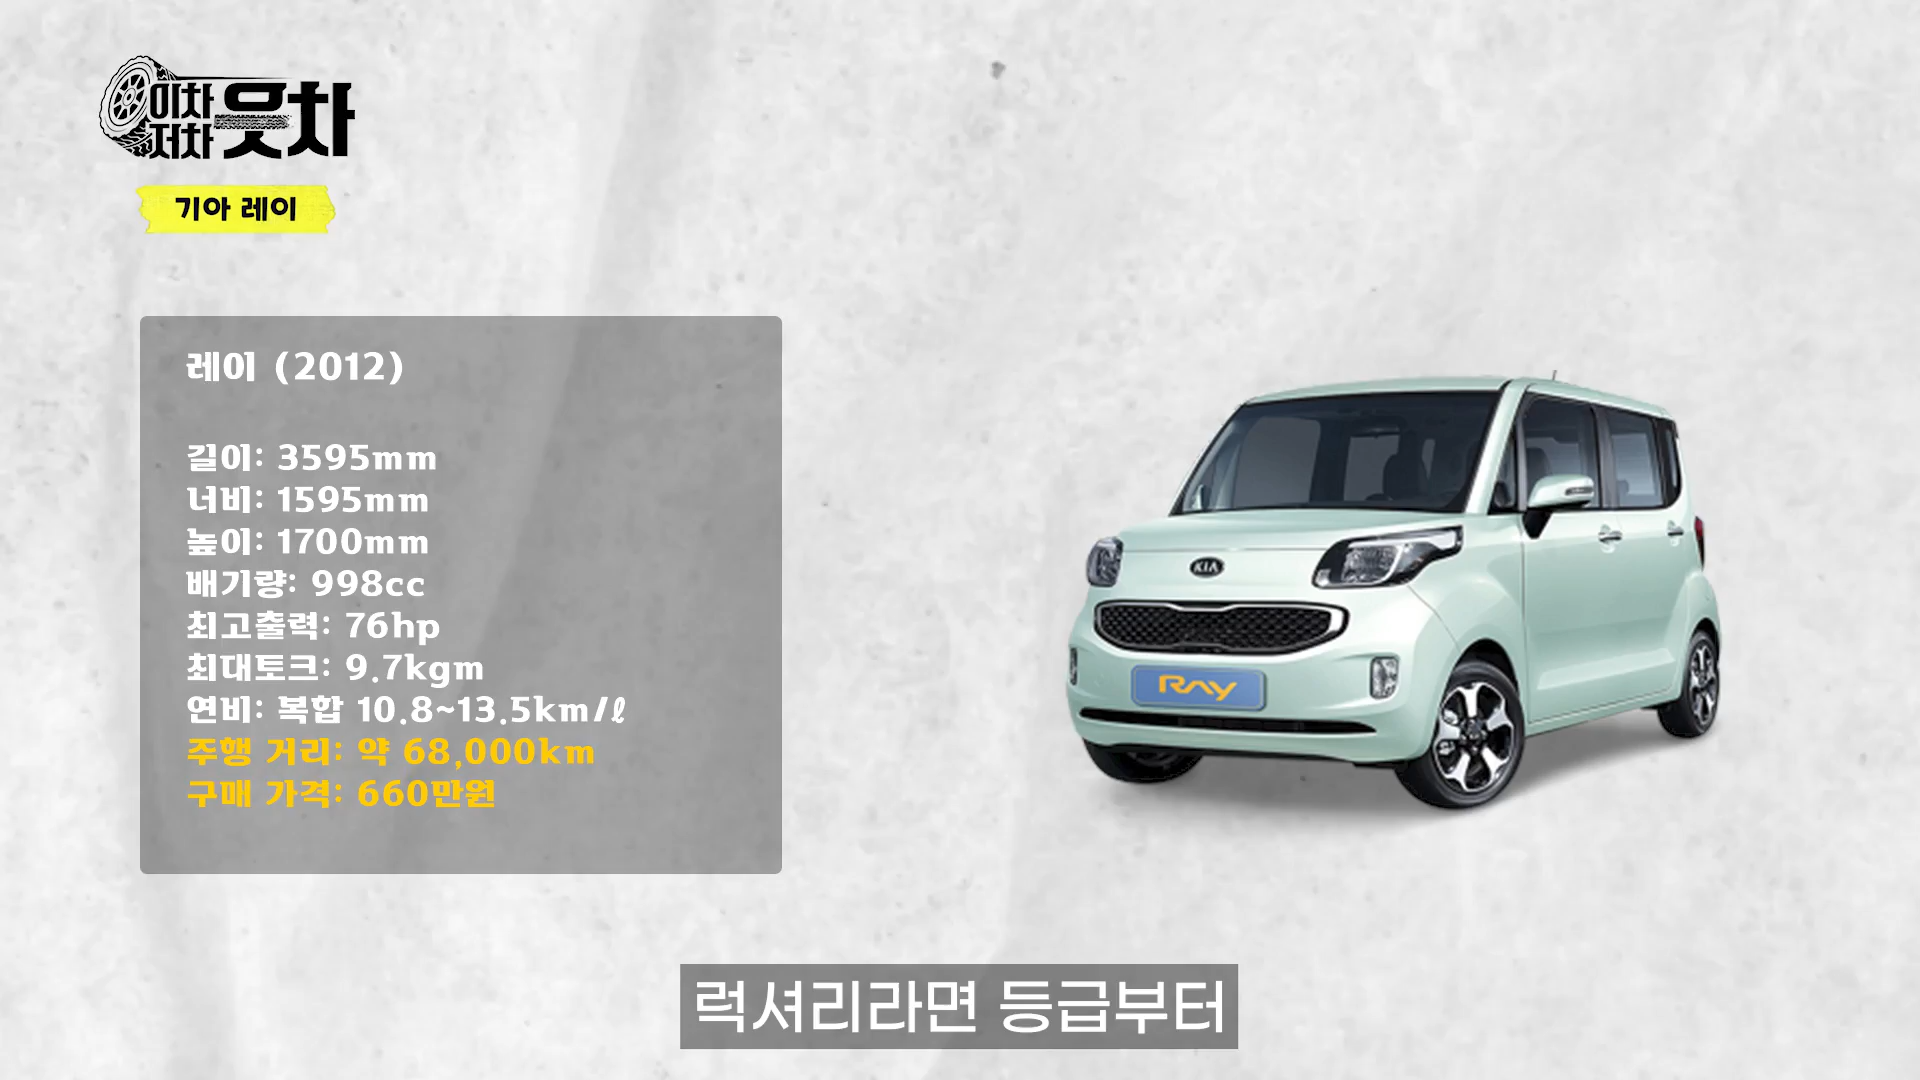 이차
저차
웃차
기아 레이
레이 (2012)
길이: 3595mm
너비: 1595mm
높이: 1700mm
배기량: 998cc
최고출력: 76hp
최대토크: 9.7kgm
연비: 복합 10.8~13.5km/ℓ
주행 거리: 약 68,000km
구매 가격: 660만원
KIA
RAY
럭셔리라면 등급부터